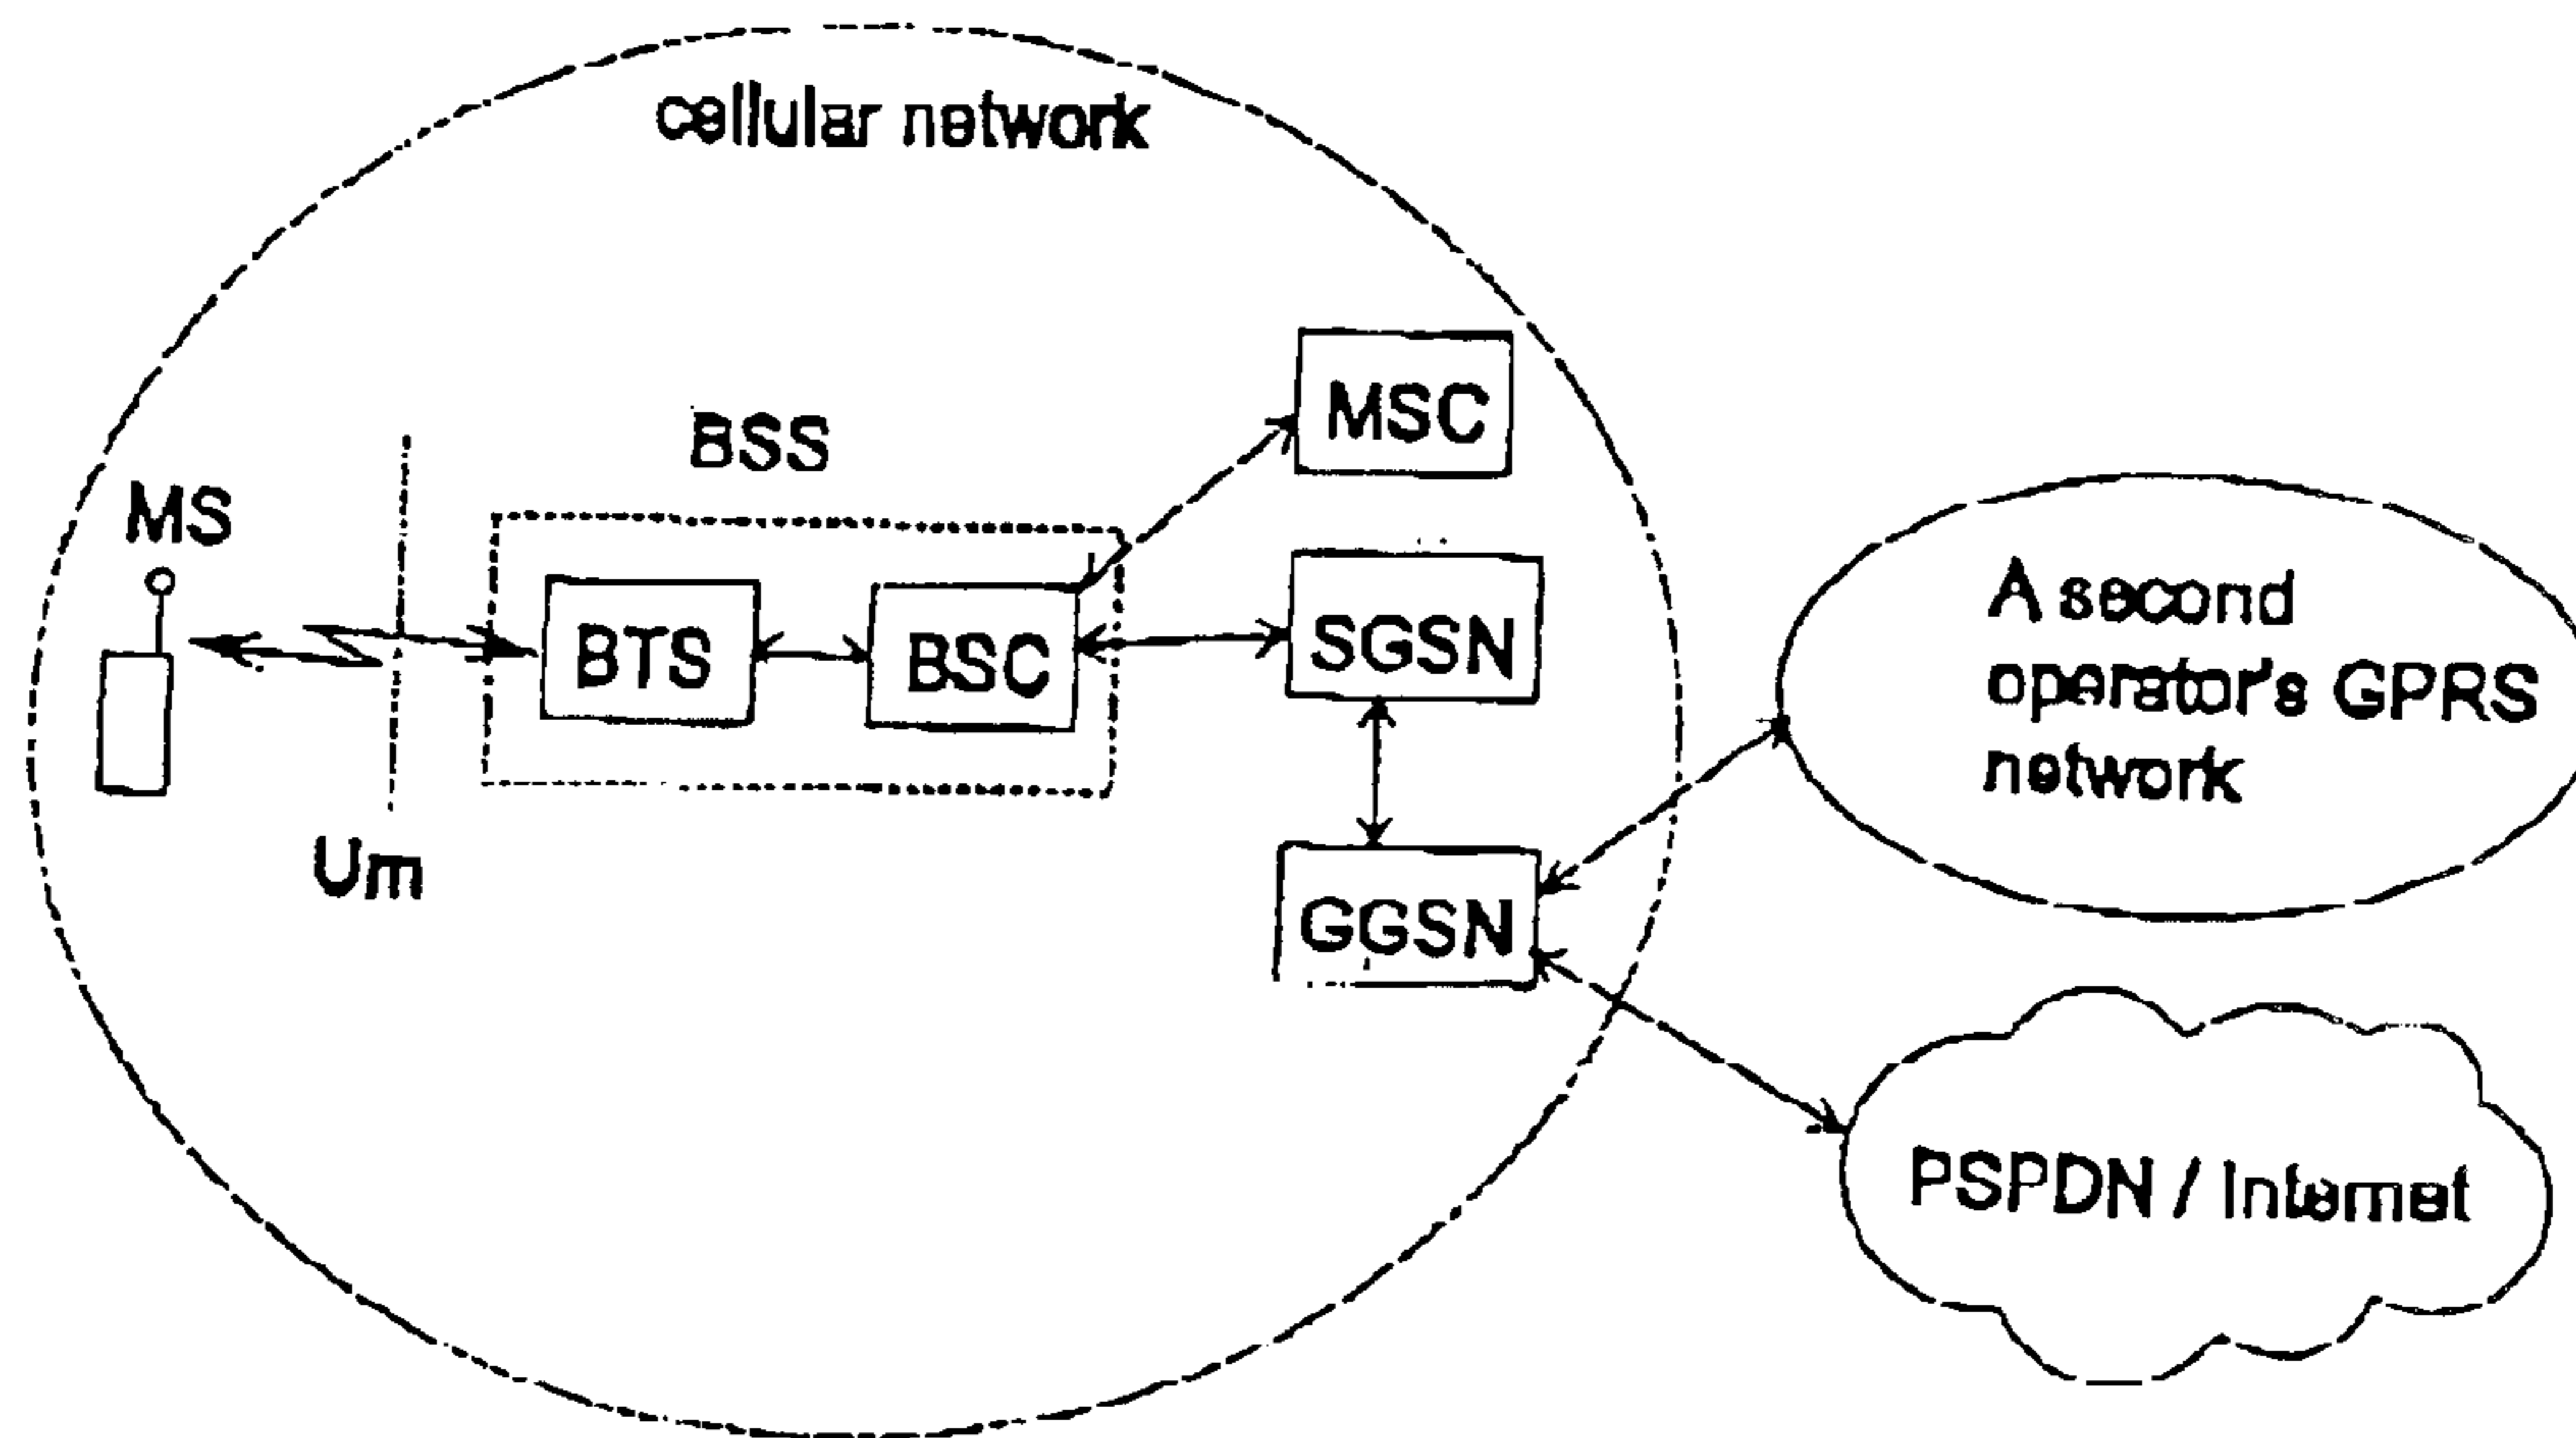 cellular network
MSC
BSS
MS
BTS
BSC
SGSN
Um
GGSN
A second
operator's GPRS
network
PSPDN / Internet